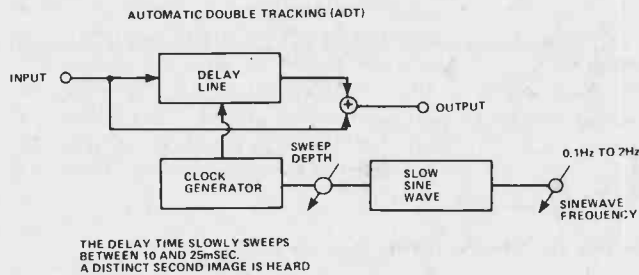 AUTOMATIC DOUBLE TRACKING (ADT)
INPUT
DELAY
LINE
OUTPUT
SWEEP
DEPTH
CLOCK
GENERATOR
SLOW
SINE
WAVE
0.1Hz TO 2Hz
SINEWAVE
FREQUENCY
THE DELAY TIME SLOWLY SWEEPS
BETWEEN 10 AND 25mSEC.
A DISTINCT SECOND IMAGE IS HEARD